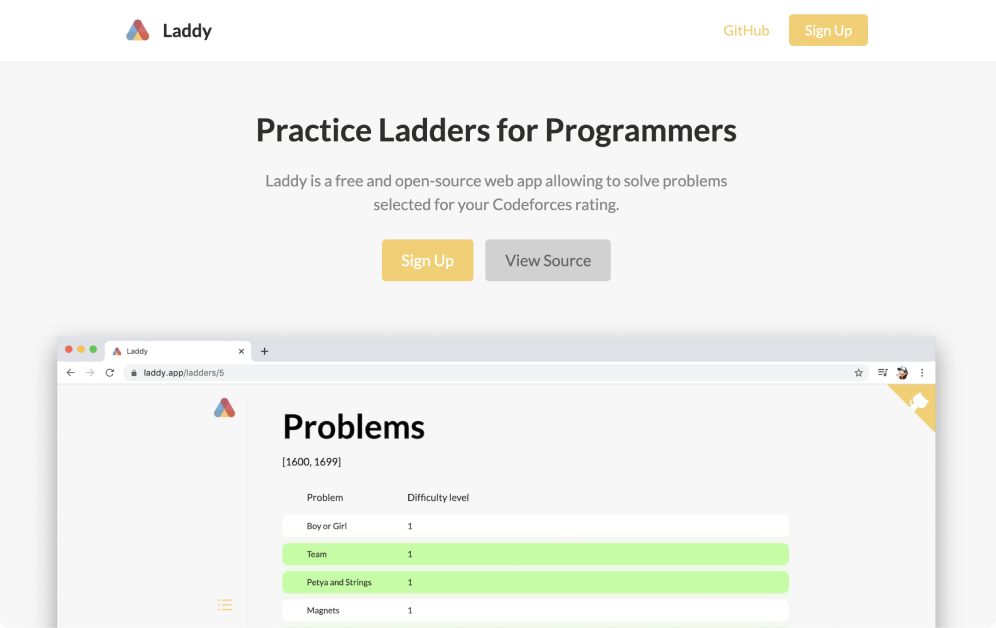 Laddy
GitHub
Sign Up
Practice Ladders for Programmers
Laddy is a free and open-source web app allowing to solve problems
selected for your Codeforces rating.
Sign Up
View Source
Laddy
laddy.app/ladders/5
Problems
[1600, 1699]
Problem Difficulty level
Boy or Girl 1
Team 1
Petya and Strings 1
Magnets 1